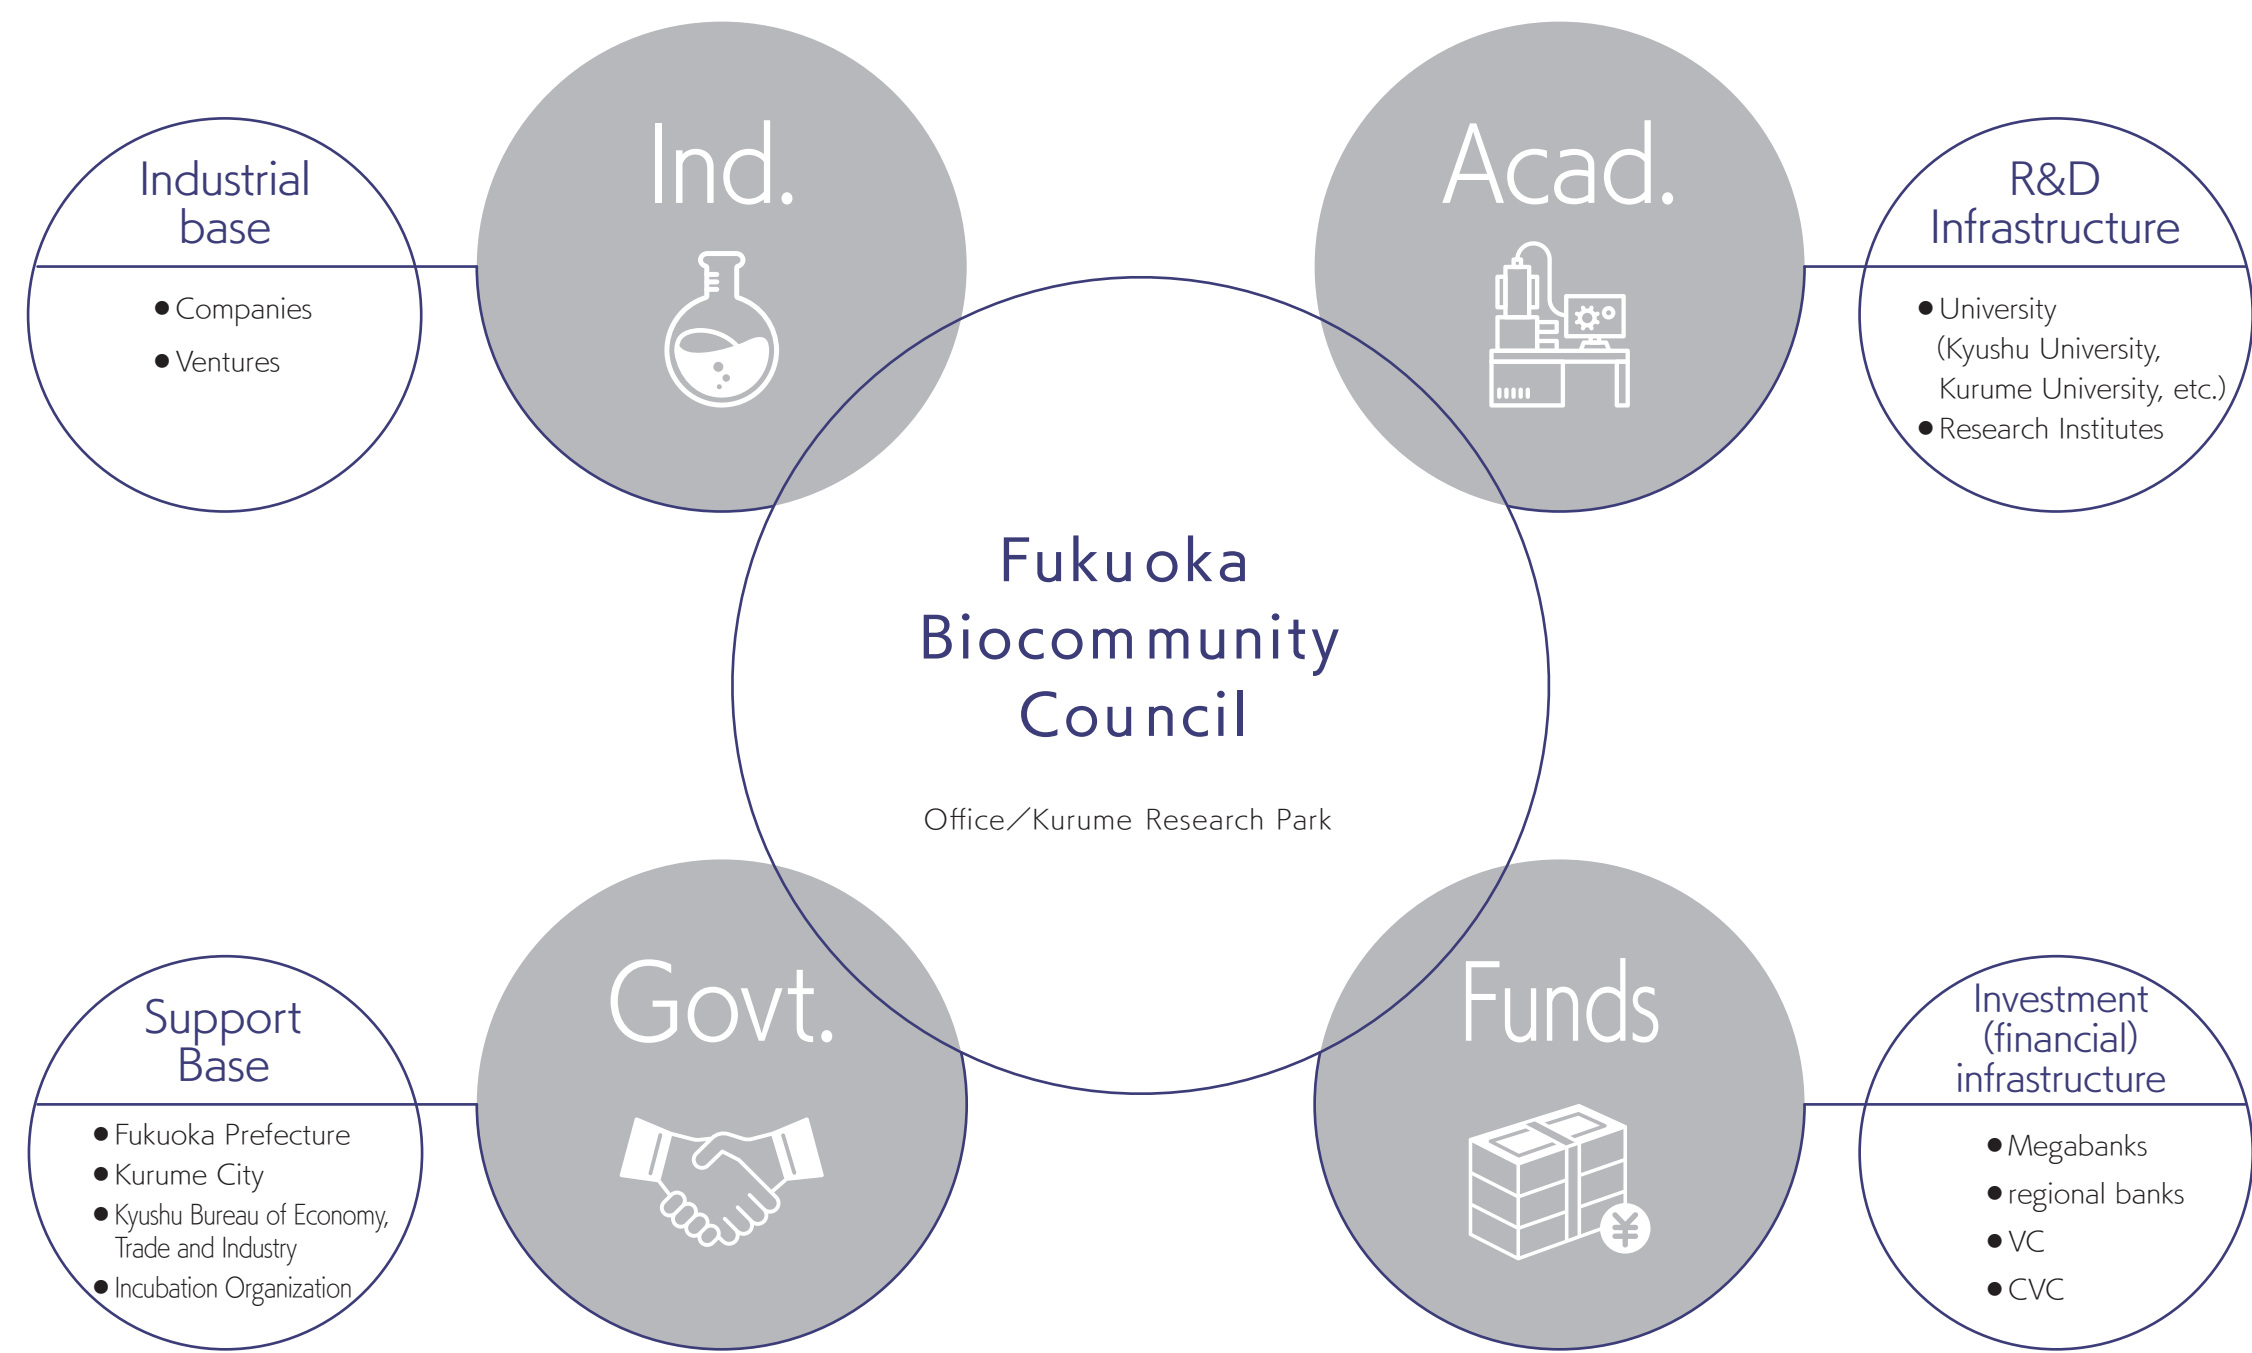 Ind.
Industrial
base
● Companies
● Ventures
Acad.
R&D
Infrastructure
● University
(Kyushu University,
Kurume University, etc.)
● Research Institutes
Fukuoka
Biocommunity
Council
Office／Kurume Research Park
Govt.
Support
Base
● Fukuoka Prefecture
● Kurume City
● Kyushu Bureau of Economy,
Trade and Industry
● Incubation Organization
Funds
¥
Investment
(financial)
infrastructure
● Megabanks
● regional banks
● VC
● CVC